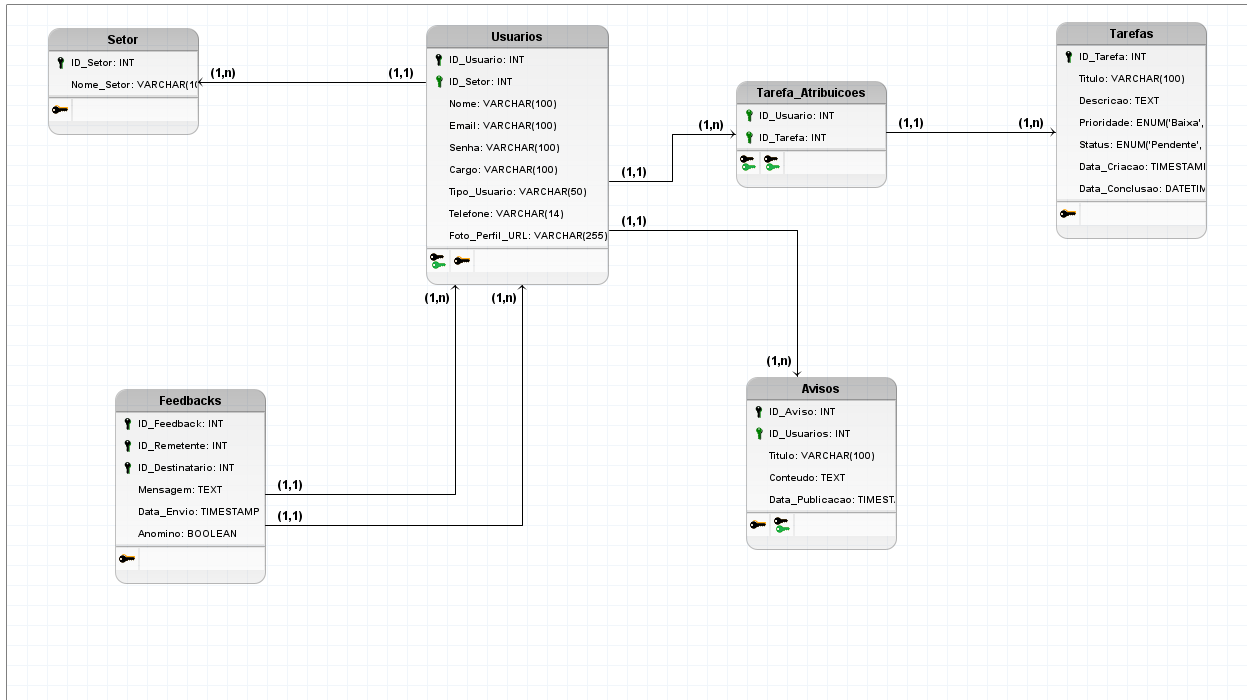 Setor
ID_Setor: INT
Nome_Setor: VARCHAR(10
(1,n)
(1,1)
Usuarios
ID_Usuario: INT
ID_Setor: INT
Nome: VARCHAR(100)
Email: VARCHAR(100)
Senha: VARCHAR(100)
Cargo: VARCHAR(100)
Tipo_Usuario: VARCHAR(50)
Telefone: VARCHAR(14)
Foto_Perfil_URL: VARCHAR(255)
(1,1)
(1,n)
Tarefa_Atribuicoes
ID_Usuario: INT
ID_Tarefa: INT
(1,1)
(1,n)
Tarefas
ID_Tarefa: INT
Titulo: VARCHAR(100)
Descricao: TEXT
Prioridade: ENUM('Baixa',
Status: ENUM('Pendente',
Data_Criacao: TIMESTAM
Data_Conclusao: DATETIM
(1,1)
(1,n)
(1,n)
(1,n)
Feedbacks
ID_Feedback: INT
ID_Remetente: INT
ID_Destinatario: INT
Mensagem: TEXT
Data_Envio: TIMESTAMP
Anomino: BOOLEAN
(1,1)
(1,1)
Avisos
ID_Aviso: INT
ID_Usuarios: INT
Titulo: VARCHAR(100)
Conteudo: TEXT
Data_Publicacao: TIMEST